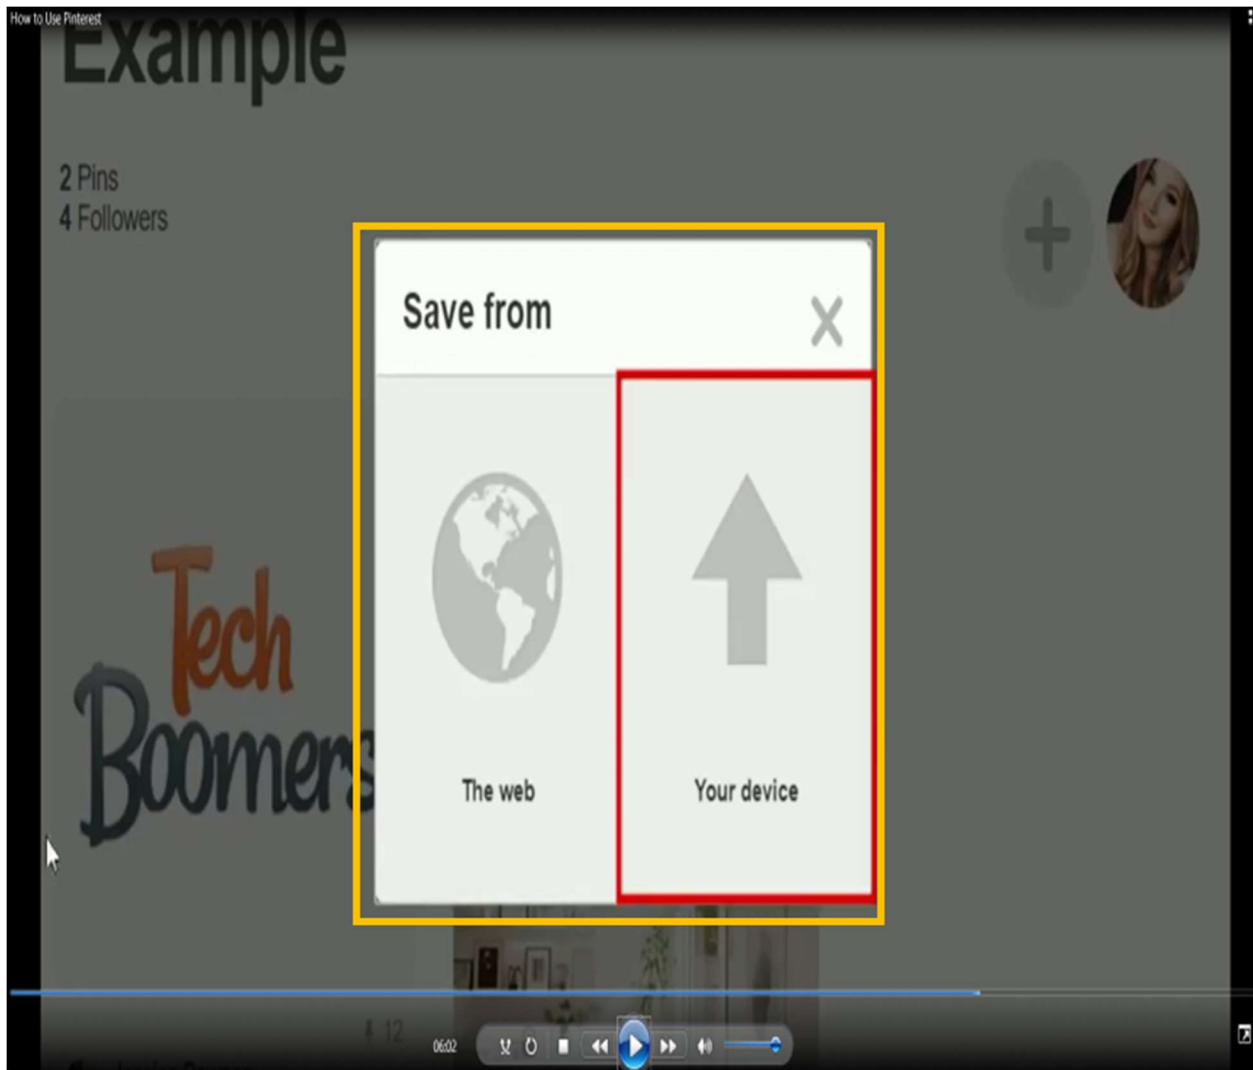 How to Use Pinterest
Example
2 Pins
4 Followers
Save from
X
The web
Your device
Tech
Boomers
12
06:02